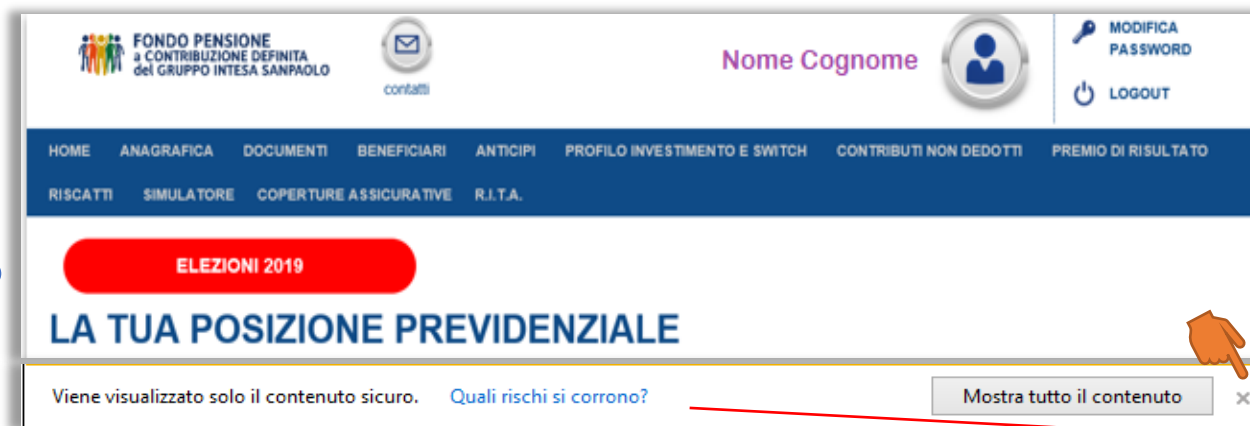 FONDO PENSIONE
a CONTRIBUZIONE DEFINITA
del GRUPPO INTESA SANPAOLO
contatti
Nome Cognome
MODIFICA
PASSWORD
LOGOUT
HOME ANAGRAFICA DOCUMENTI BENEFICIARI ANTICIPI PROFILO INVESTIMENTO E SWITCH CONTRIBUTI NON DEDOTTI PREMIO DI RISULTATO
RISCATTI SIMULATORE COPERTURE ASSICURATIVE R.I.T.A.
ELEZIONI 2019
LA TUA POSIZIONE PREVIDENZIALE
Viene visualizzato solo il contenuto sicuro. Quali rischi si corrono? Mostra tutto il contenuto